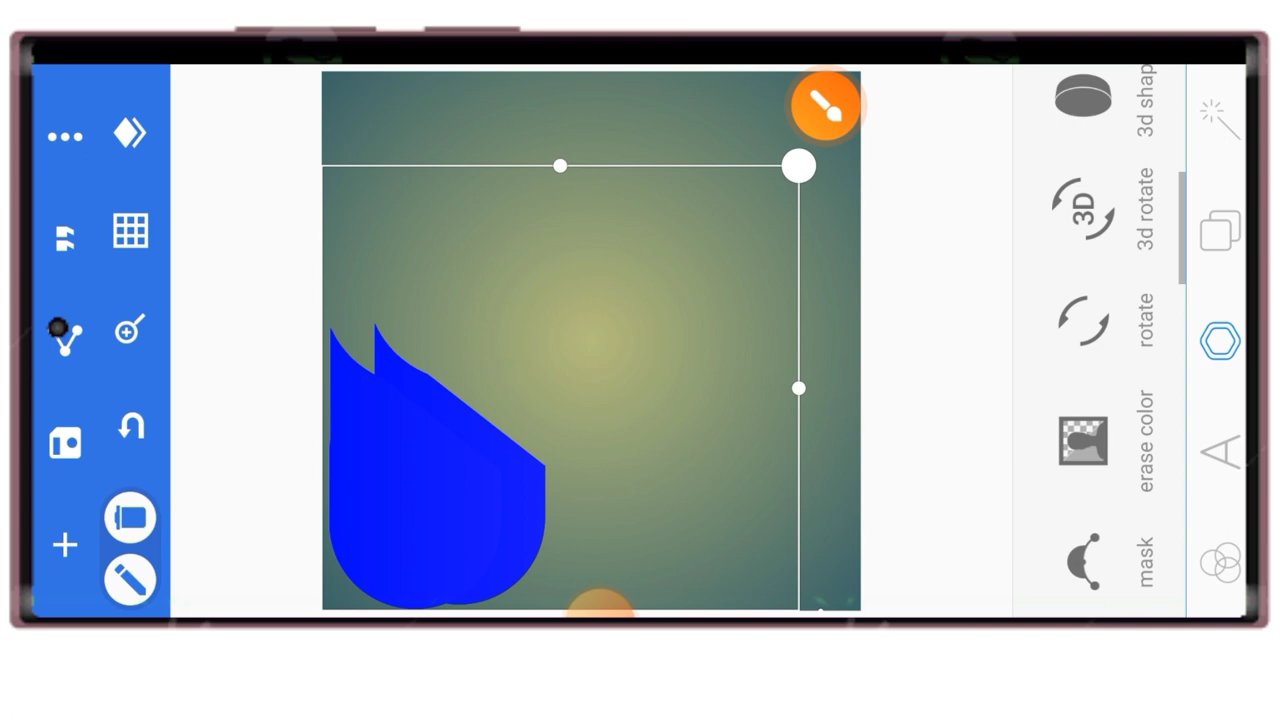 3d shap
3d rotate
rotate
erase color
mask
3D
A